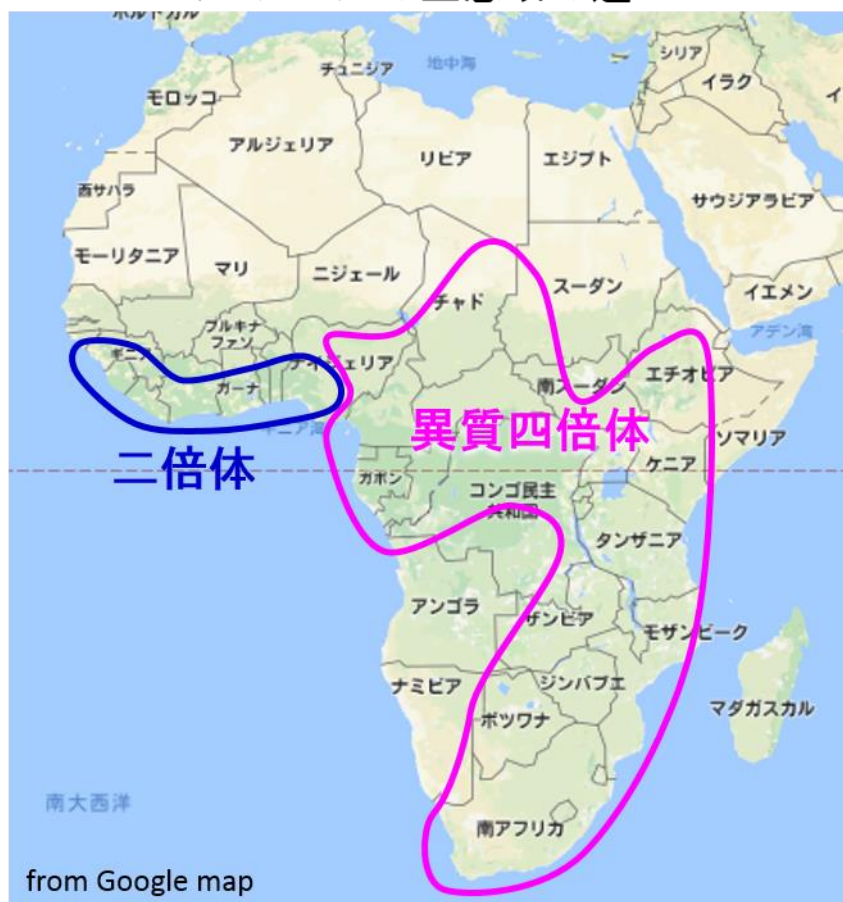 地中海
チュニジア
シリア
イラク
モロッコ
アルジェリア
リビア
エジプト
西サハラ
サウジアラビア
モーリタニア
マリ
ニジェール
チャド
スーダン
イエメン
アデン湾
ブルキナ
ファソ
ギニア
ガーナ
ナイジェリア
南スーダン
エチオピア
ソマリア
ギニア湾
二倍体
異質四倍体
ガボン
コンゴ民主
共和国
ケニア
タンザニア
アンゴラ
ザンビア
モザンビーク
ナミビア
ジンバブエ
ボツワナ
マダガスカル
南大西洋
南アフリカ
from Google map